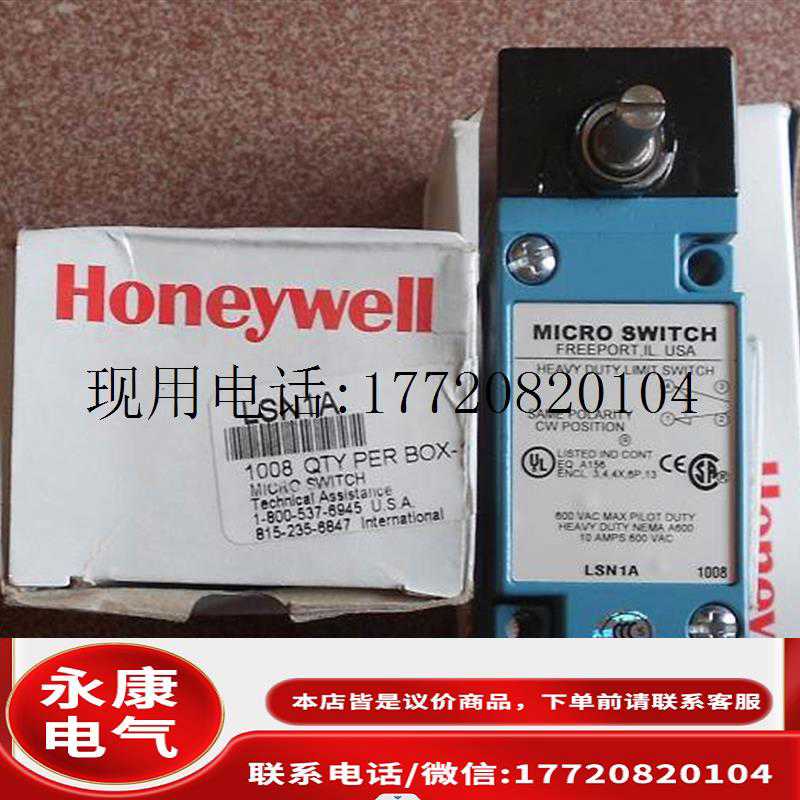 Honeywell
现用电话:17720820104
LSN1A
1008 QTY PER BOX-1
MICRO SWITCH
Technical Assistance
1-800-537-6945 U.S.A.
815-235-6847 International
MICRO SWITCH
FREEPORT, IL USA
HEAVY DUTY LIMIT SWITCH
SAME POLARITY
CW POSITION
UL
LISTED IND CONT
EQ. A156
ENCL. 3,4,4X,6P,13
CE
600 VAC MAX PILOT DUTY
HEAVY DUTY NEMA A600
10 AMPS 600 VAC
LSN1A 1008
Honeywell
永康
电气
本店皆是议价商品，下单前请联系客服
联系电话/微信:17720820104